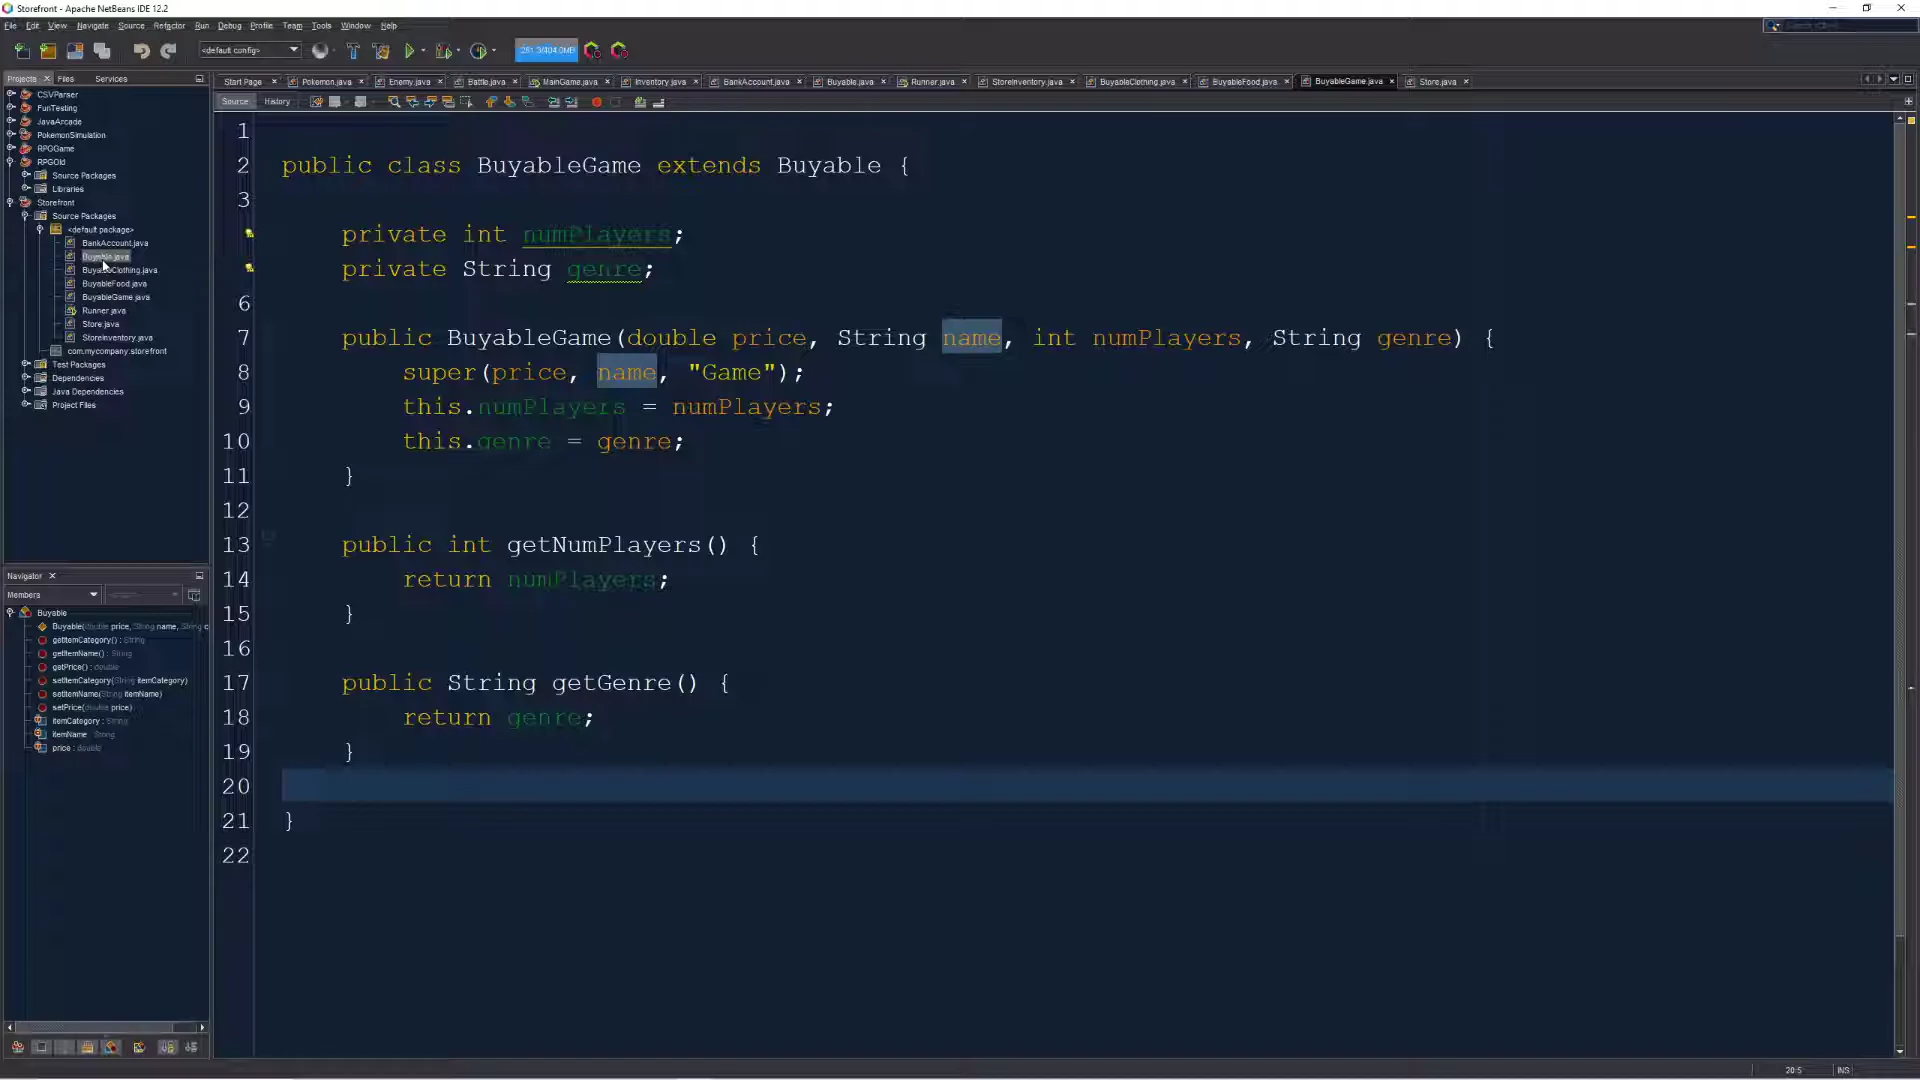 Storefront - Apache NetBeans IDE 12.2
File Edit View Navigate Source Refactor Run Debug Profile Team Tools Window Help
<default config>
281.3/404.0MB
Projects Files Services
Start Page Pokemon.java Enemy.java Battle.java MainGame.java Inventory.java BankAccount.java Buyable.java Runner.java StoreInventory.java BuyableClothing.java BuyableFood.java BuyableGame.java Store.java
Source History
CSVParser
FunTesting
JavaArcade
PokemonSimulation
RPGGame
RPGOld
Source Packages
Libraries
Storefront
Source Packages
<default package>
BankAccount.java
Buyable.java
BuyableClothing.java
BuyableFood.java
BuyableGame.java
Runner.java
Store.java
StoreInventory.java
com.mycompany.storefront
Test Packages
Dependencies
Java Dependencies
Project Files
Navigator
Members
Buyable
Buyable(double price, String name, String c
getItemCategory() : String
getItemName() : String
getPrice() : double
setItemCategory(String itemCategory)
setItemName(String itemName)
setPrice(double price)
itemCategory : String
itemName : String
price : double
1
2 public class BuyableGame extends Buyable {
3
private int numPlayers;
private String genre;
6
7 public BuyableGame(double price, String name, int numPlayers, String genre) {
8 super(price, name, "Game");
9 this.numPlayers = numPlayers;
10 this.genre = genre;
11 }
12
13 public int getNumPlayers() {
14 return numPlayers;
15 }
16
17 public String getGenre() {
18 return genre;
19 }
20
21 }
22
20:5 INS